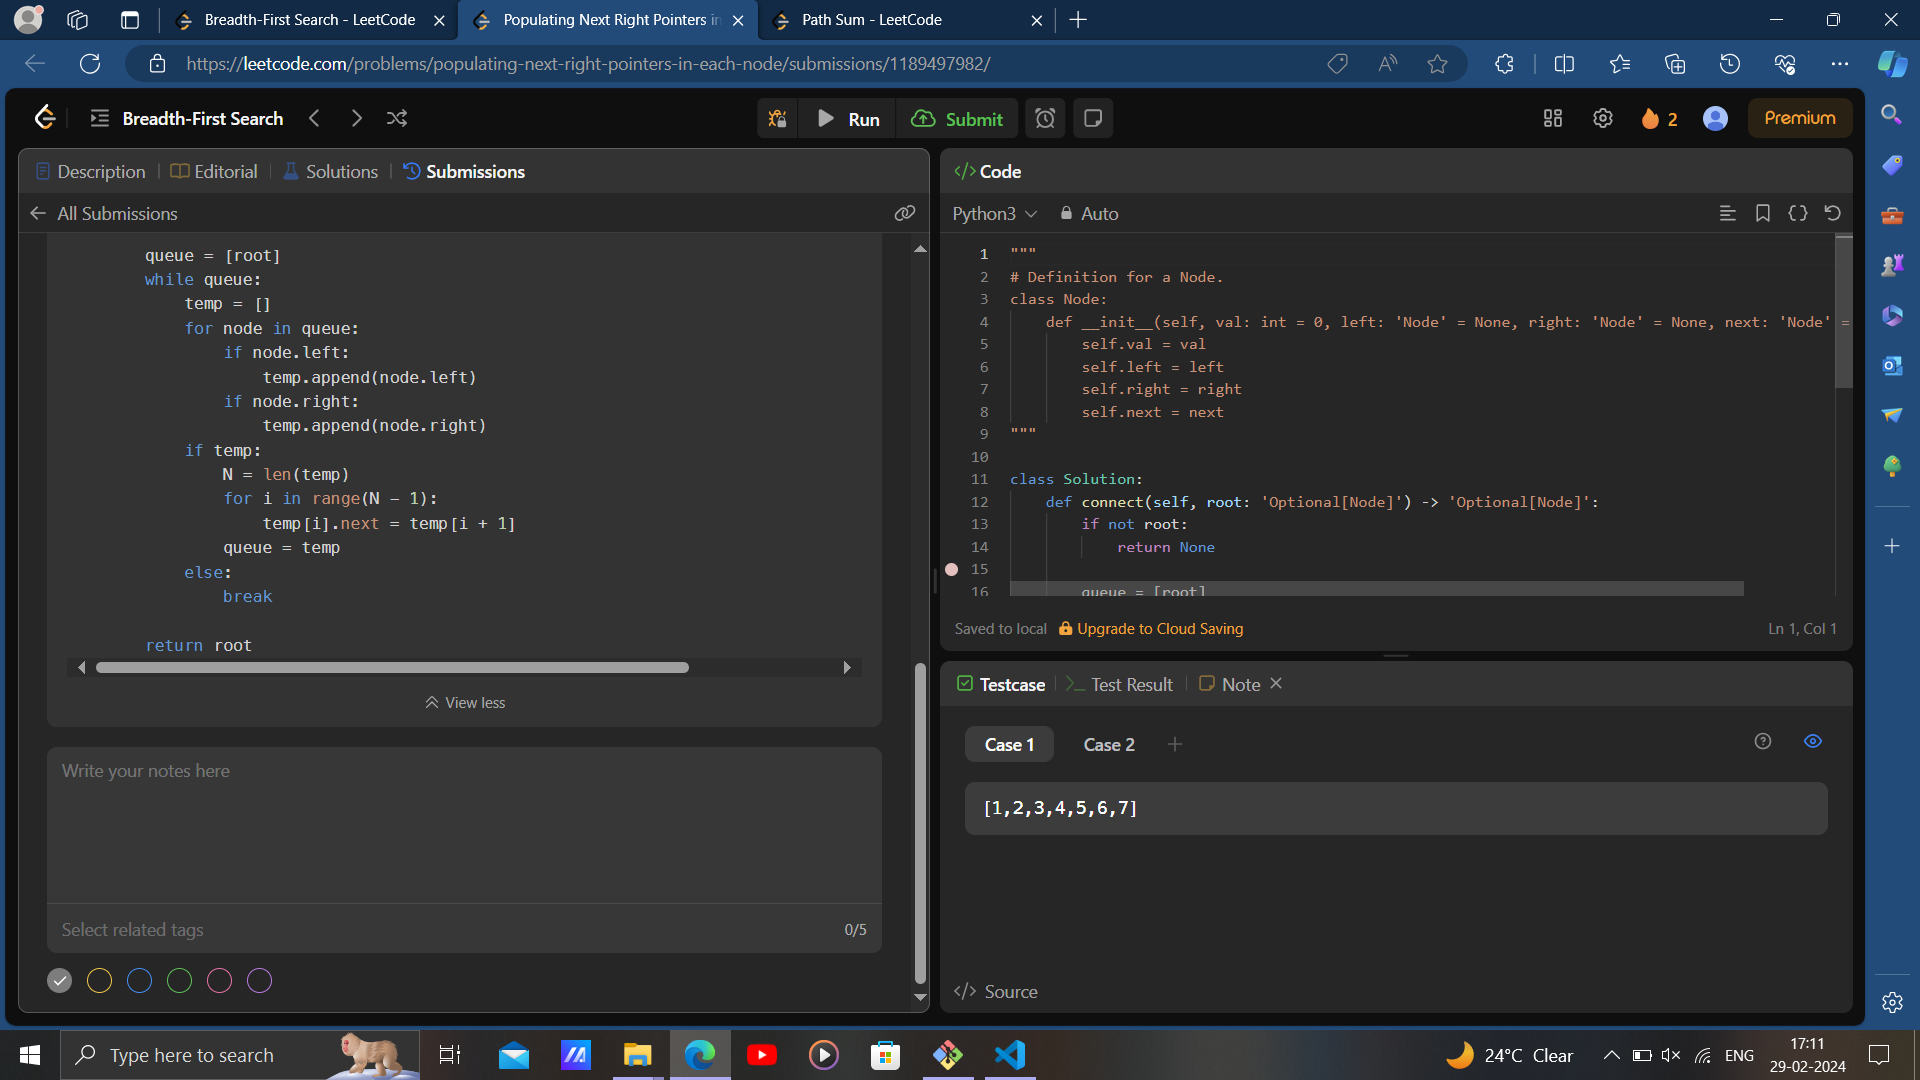 Breadth-First Search - LeetCode
Populating Next Right Pointers in
Path Sum - LeetCode
https://leetcode.com/problems/populating-next-right-pointers-in-each-node/submissions/1189497982/
Breadth-First Search
Run
Submit
2
Premium
Description
Editorial
Solutions
Submissions
All Submissions
queue = [root]
while queue:
temp = []
for node in queue:
if node.left:
temp.append(node.left)
if node.right:
temp.append(node.right)
if temp:
N = len(temp)
for i in range(N - 1):
temp[i].next = temp[i + 1]
queue = temp
else:
break
return root
View less
Write your notes here
Select related tags
0/5
</> Code
Python3
Auto
1 """
2 # Definition for a Node.
3 class Node:
4 def __init__(self, val: int = 0, left: 'Node' = None, right: 'Node' = None, next: 'Node' =
5 self.val = val
6 self.left = left
7 self.right = right
8 self.next = next
9 """
10
11 class Solution:
12 def connect(self, root: 'Optional[Node]') -> 'Optional[Node]':
13 if not root:
14 return None
15
16 queue = [root]
Saved to local
Upgrade to Cloud Saving
Ln 1, Col 1
Testcase
Test Result
Note
Case 1
Case 2
[1,2,3,4,5,6,7]
</> Source
Type here to search
24°C Clear
ENG
17:11
29-02-2024